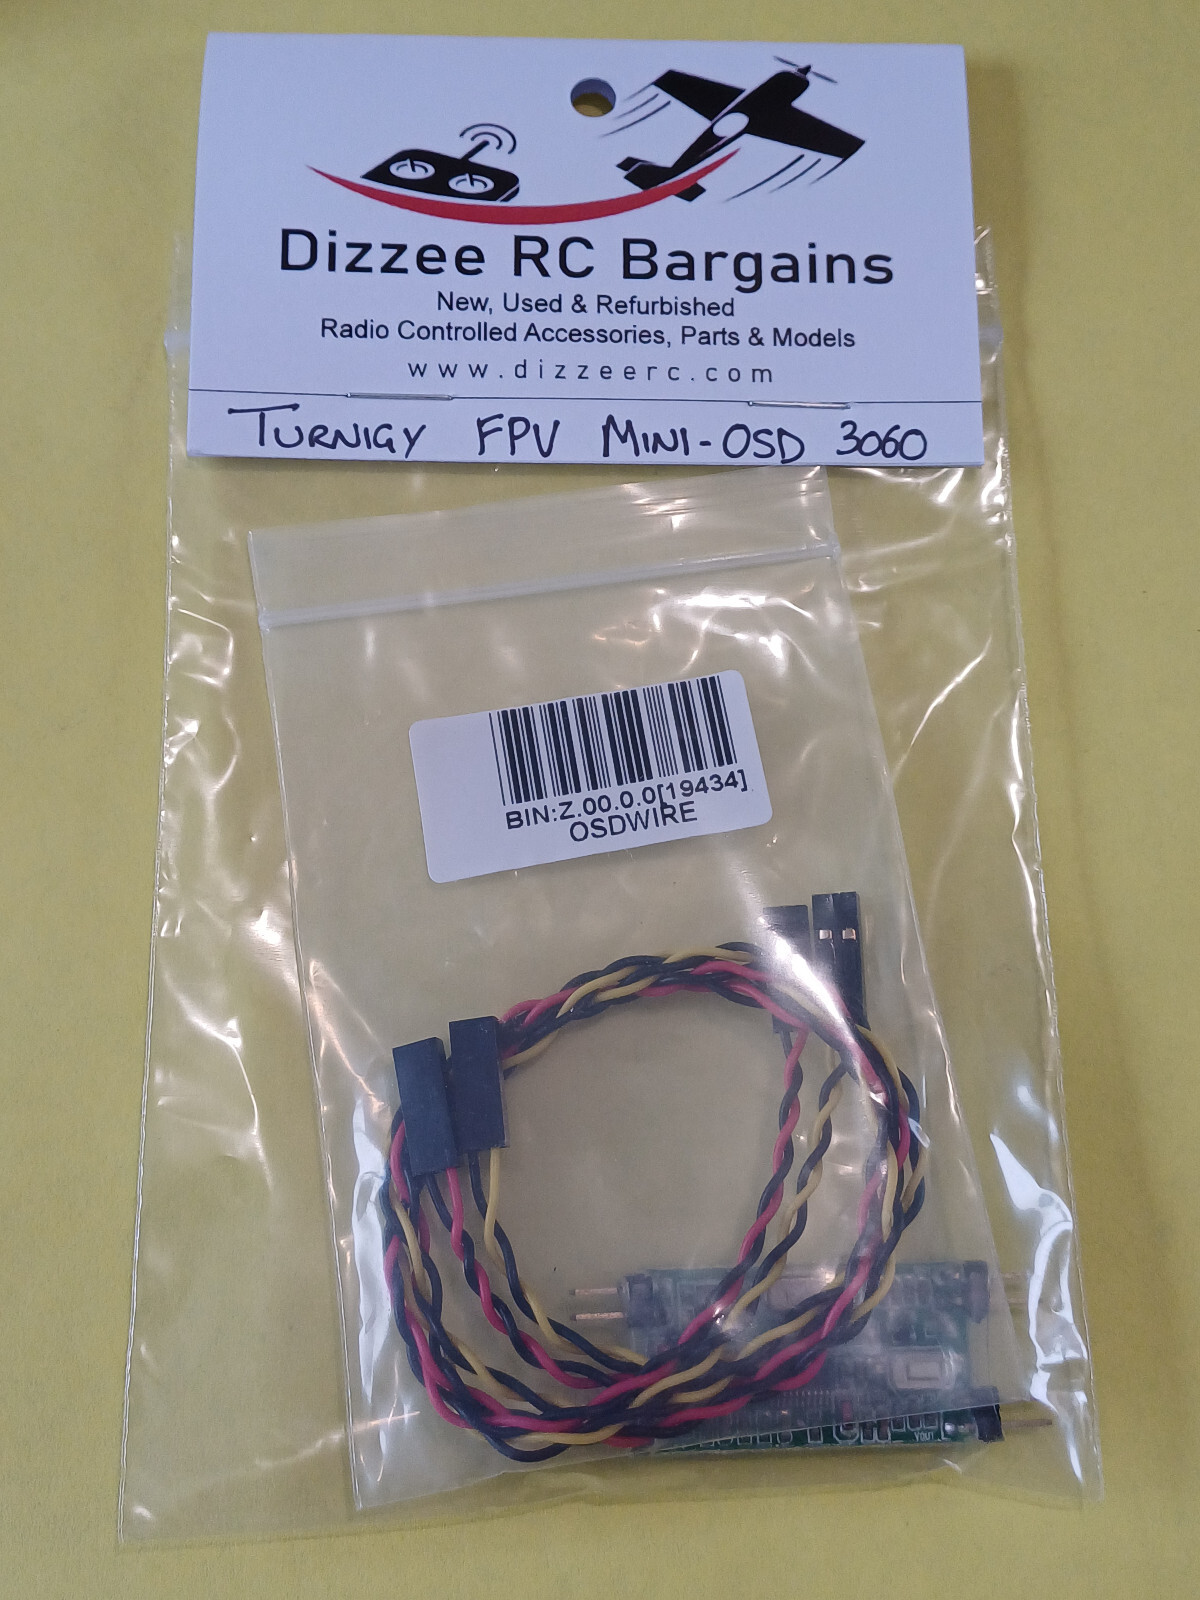 Dizzee RC Bargains
New, Used & Refurbished
Radio Controlled Accessories, Parts & Models
www.dizzeerc.com
TURNIGY FPV MINI-OSD 3060
BIN:Z.00.0.0[19434]
OSDWIRE
VOUT